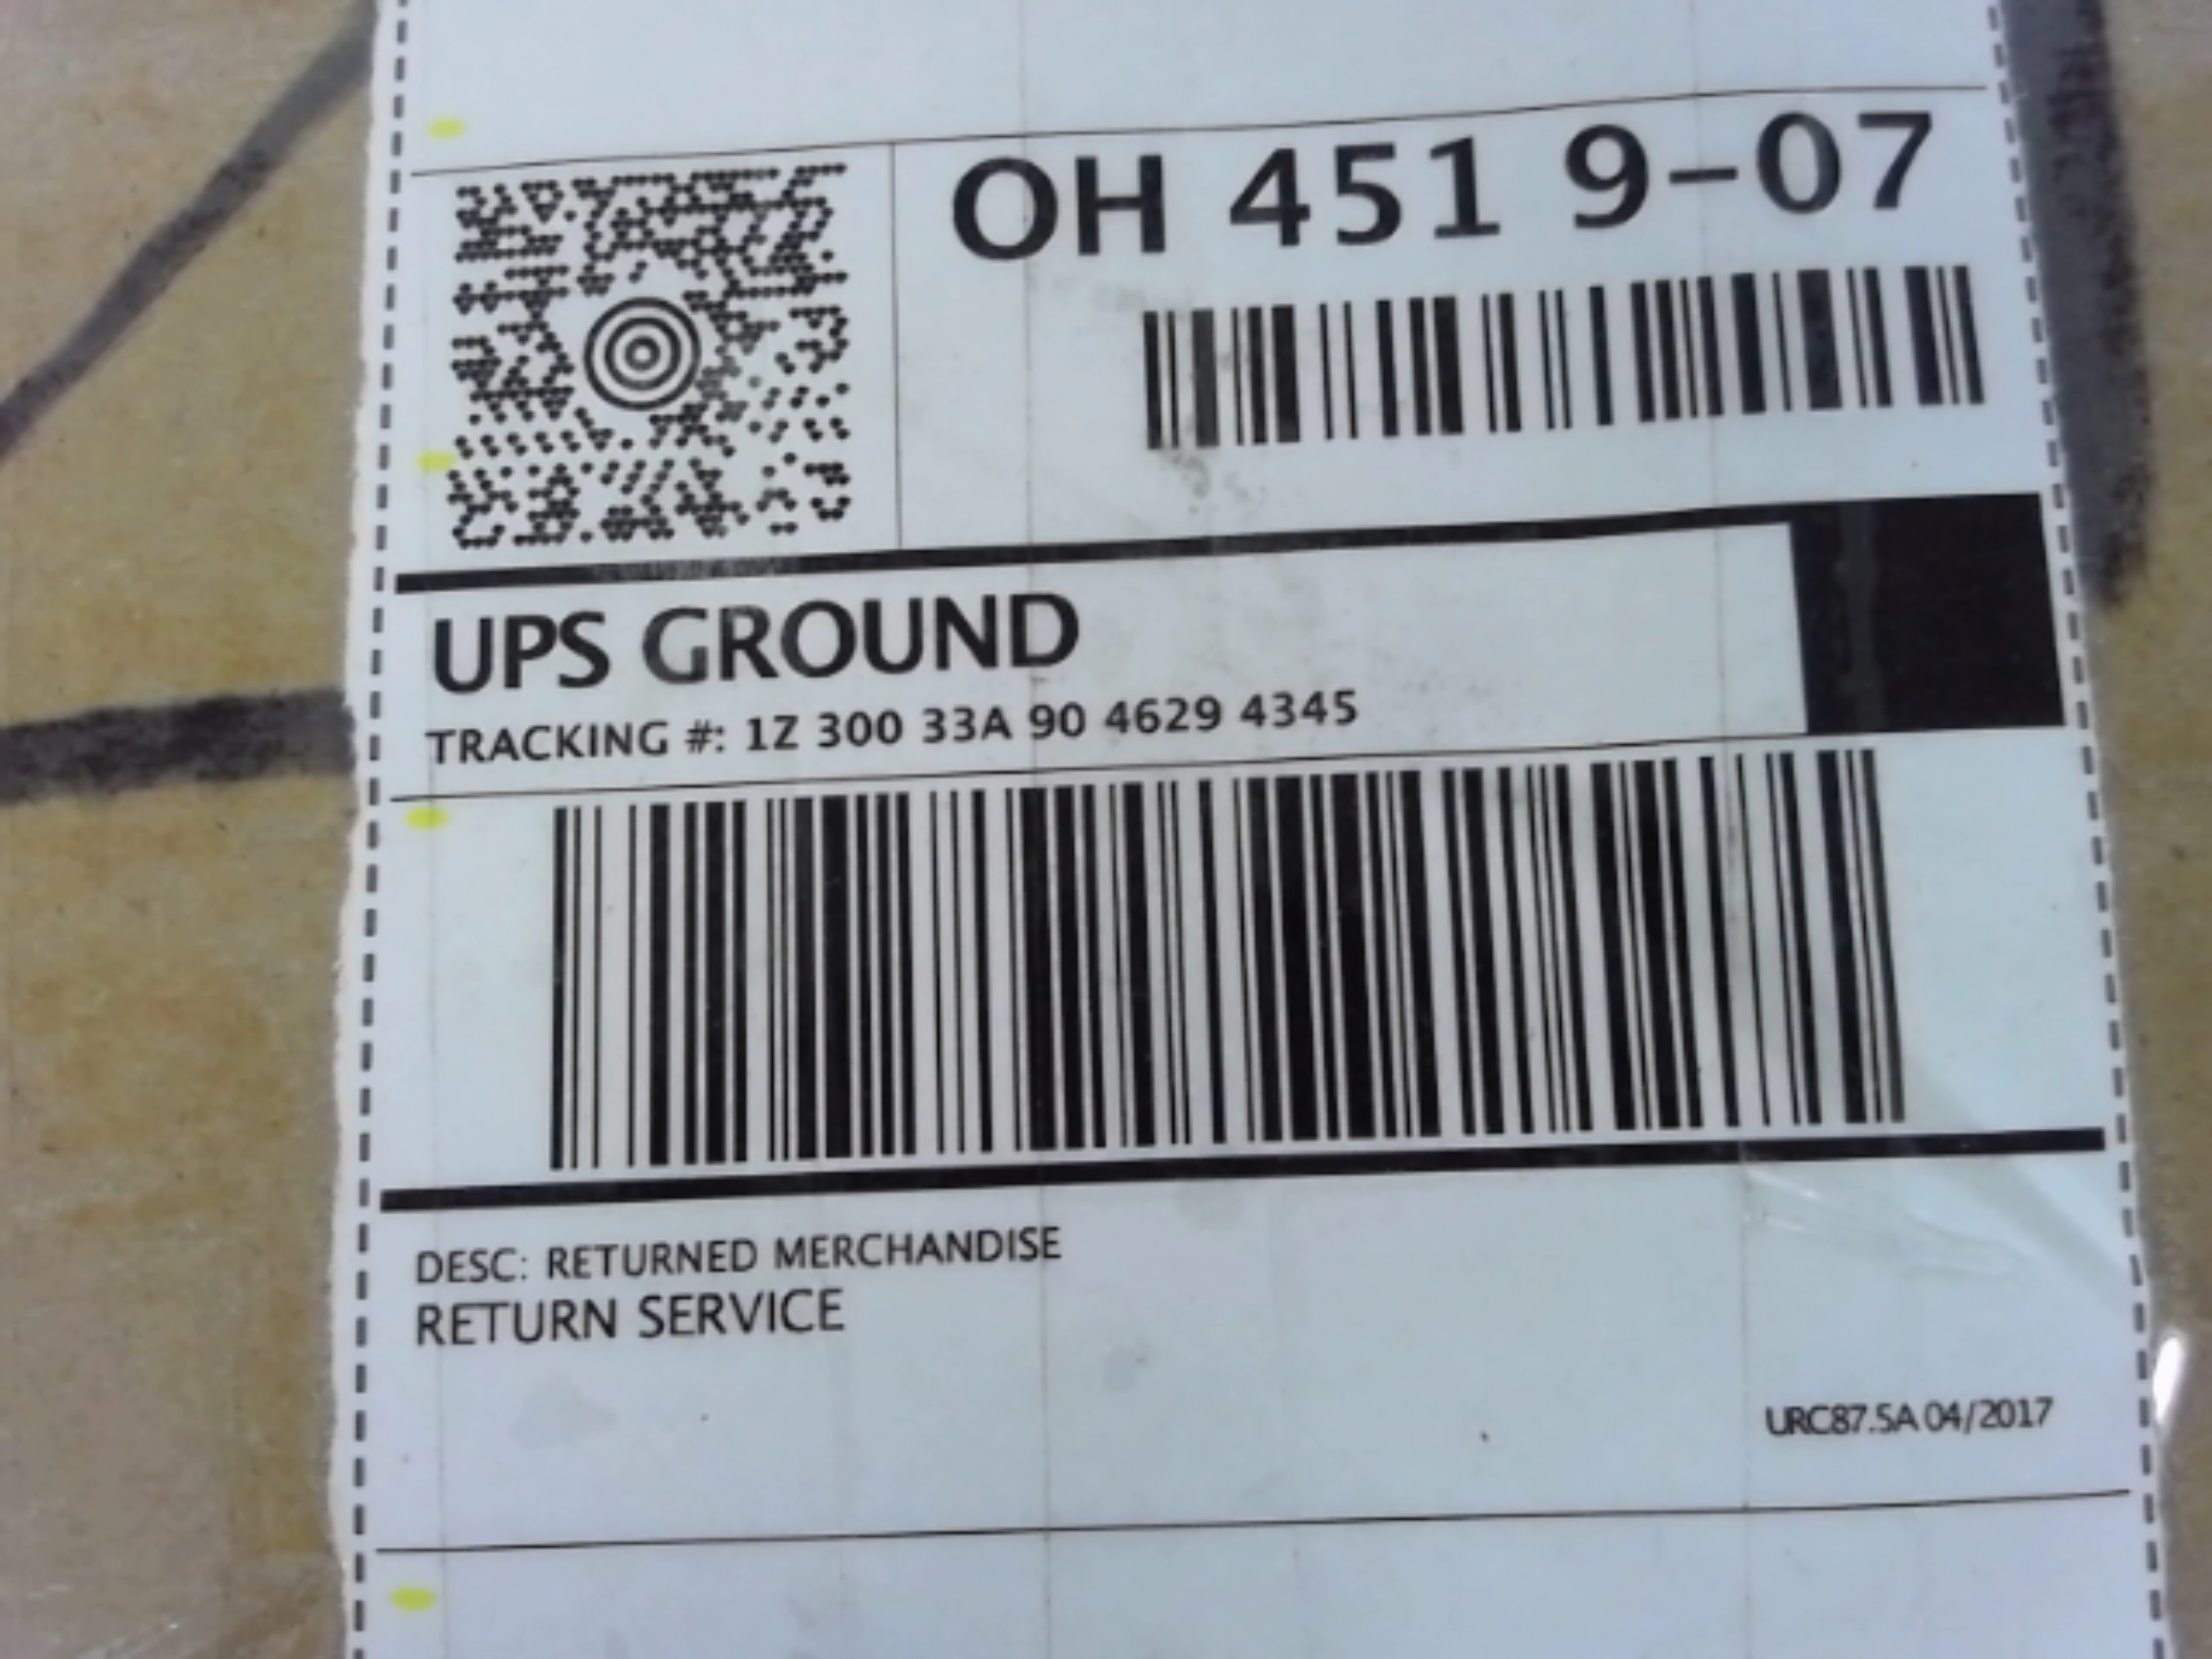 OH 451 9-07
UPS GROUND
TRACKING #: 1Z 300 33A 90 4629 4345
DESC: RETURNED MERCHANDISE
RETURN SERVICE
URC87.5A 04/2017